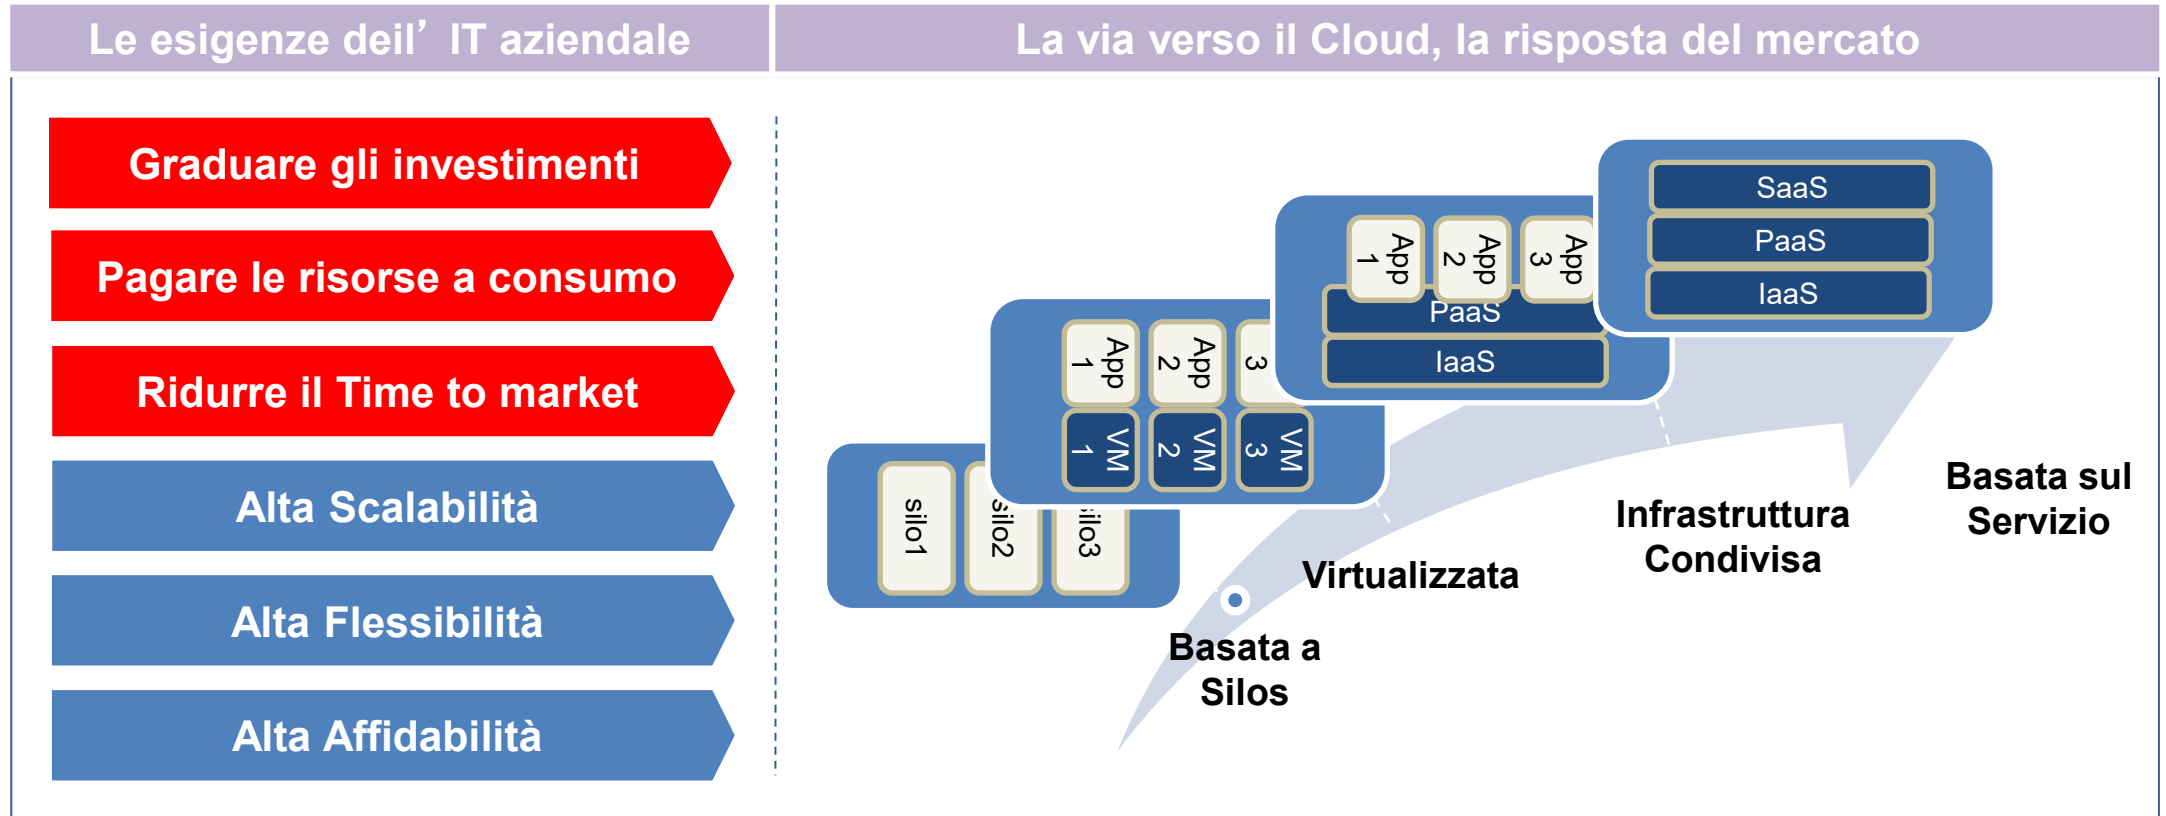 Le esigenze deil’ IT aziendale
La via verso il Cloud, la risposta del mercato
Graduare gli investimenti
Pagare le risorse a consumo
Ridurre il Time to market
Alta Scalabilità
Alta Flessibilità
Alta Affidabilità
silo1
silo2
silo3
Basata a
Silos
App
1
App
2
3
VM
1
VM
2
VM
3
Virtualizzata
App
1
App
2
App
3
PaaS
IaaS
Infrastruttura
Condivisa
SaaS
PaaS
IaaS
Basata sul
Servizio